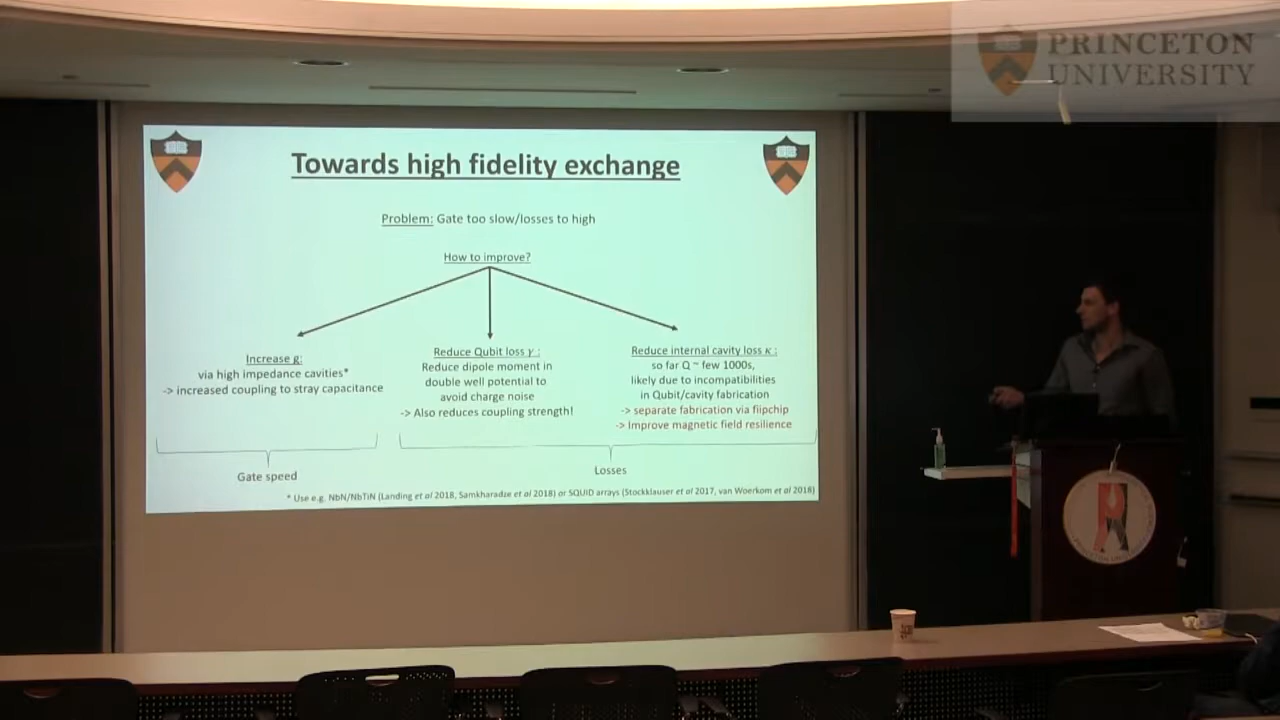 PRINCETON
UNIVERSITY
Towards high fidelity exchange
Problem: Gate too slow/losses to high
How to improve?
Increase g:
via high impedance cavities*
-> increased coupling to stray capacitance
Reduce Qubit loss γ :
Reduce dipole moment in
double well potential to
avoid charge noise
-> Also reduces coupling strength!
Reduce internal cavity loss κ :
so far Q ~ few 1000s,
likely due to incompatibilities
in Qubit/cavity fabrication
-> separate fabrication via flipchip
-> Improve magnetic field resilience
Gate speed
Losses
* Use e.g. NbN/NbTiN (Landing et al 2018, Samkharadze et al 2018) or SQUID arrays (Stockklauser et al 2017, van Woerkom et al 2018)